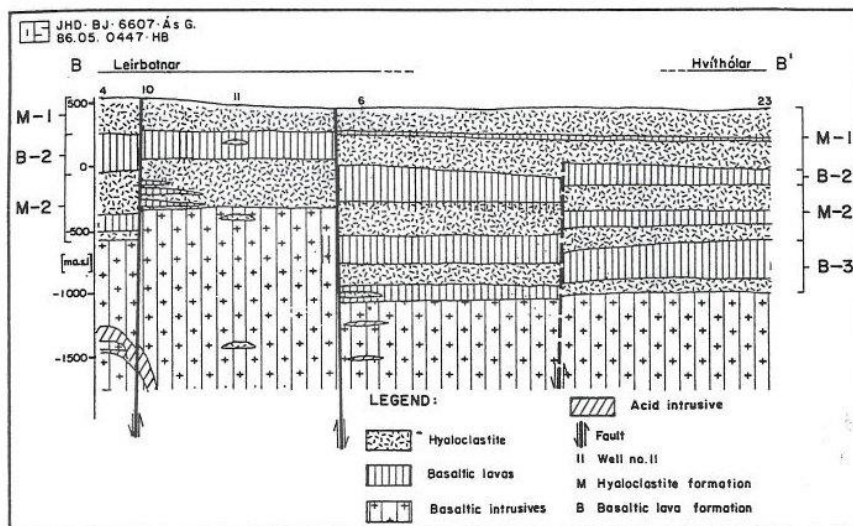 JHD·BJ·6607·Ás G.
86.05. 0447·HB
B Leirbotnar Hvíthólar B'
4 10 11 6 23
500
M-1 M-1
B-2 B-2
0
M-2 M-2
-500
[m a.s.l]
B-3
-1000
-1500
LEGEND:
Hyaloclastite
Basaltic lavas
Basaltic intrusives
Acid intrusive
Fault
11 Well no.11
M Hyaloclastite formation
B Basaltic lava formation